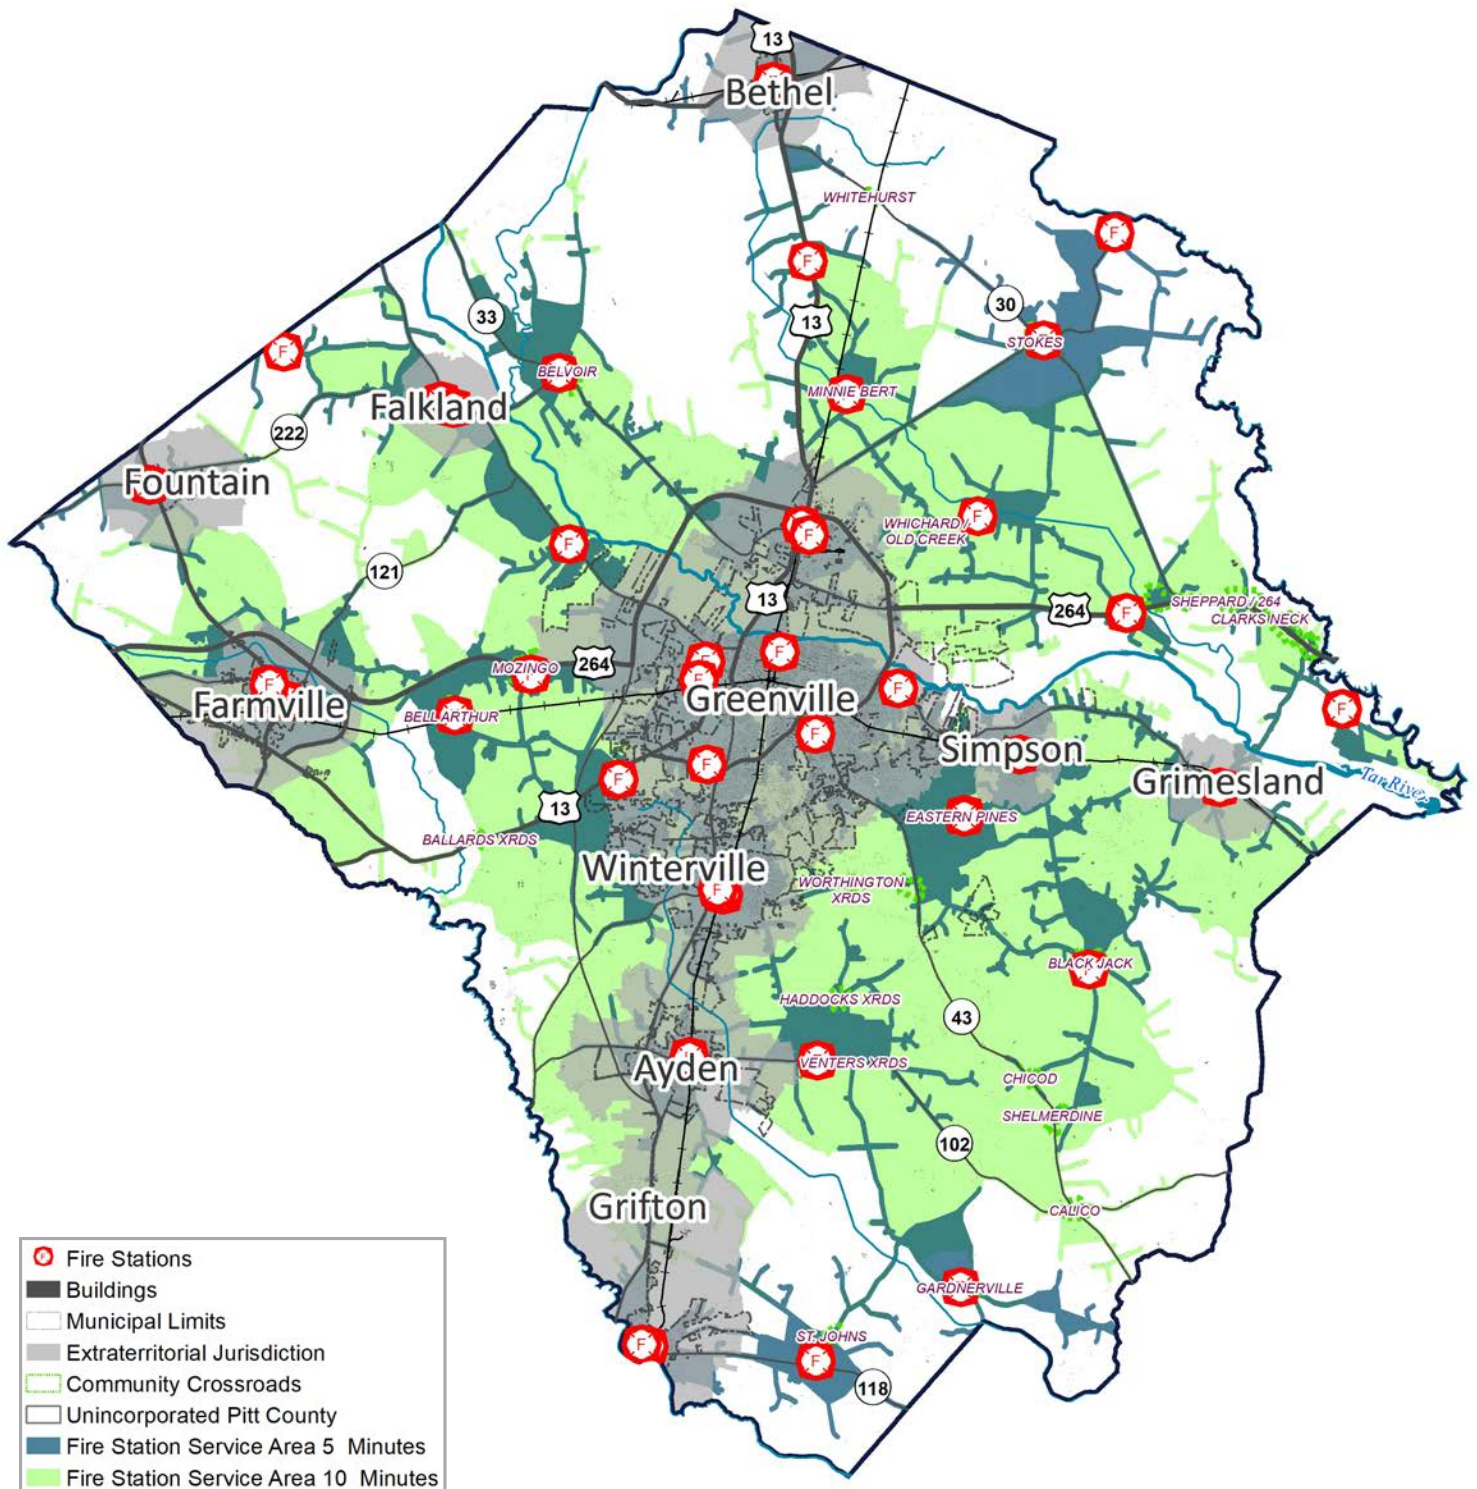 13
Bethel
WHITEHURST
F
F
13
30
33
STOKES
F
BELVOIR
MINNIE BERT
Falkland
222
Fountain
WHICHARD /
OLD CREEK
F
F
F
121
13
264
F
SHEPPARD / 264
CLARKS NECK
MOZINGO
264
F
F
F
F
Farmville
F
Greenville
F
F
BELL ARTHUR
F
Simpson
F
F
Grimesland
Tar River
13
EASTERN PINES
BALLARDS XRDS
Winterville
F
WORTHINGTON
XRDS
BLACK JACK
HADDOCKS XRDS
43
Ayden
VENTERS XRDS
CHICOD
SHELMERDINE
102
Grifton
CALICO
GARDNERVILLE
ST. JOHNS
F
F
118
F Fire Stations
Buildings
Municipal Limits
Extraterritorial Jurisdiction
Community Crossroads
Unincorporated Pitt County
Fire Station Service Area 5 Minutes
Fire Station Service Area 10 Minutes